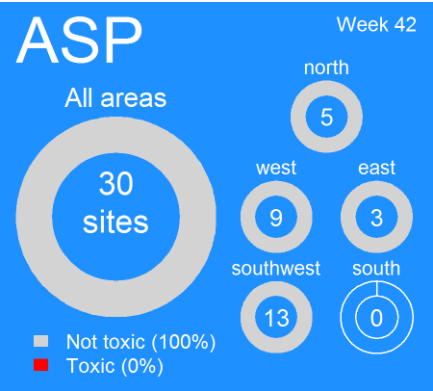 ASP
Week 42
All areas
30
sites
north
5
west
9
east
3
southwest
13
south
0
Not toxic (100%)
Toxic (0%)